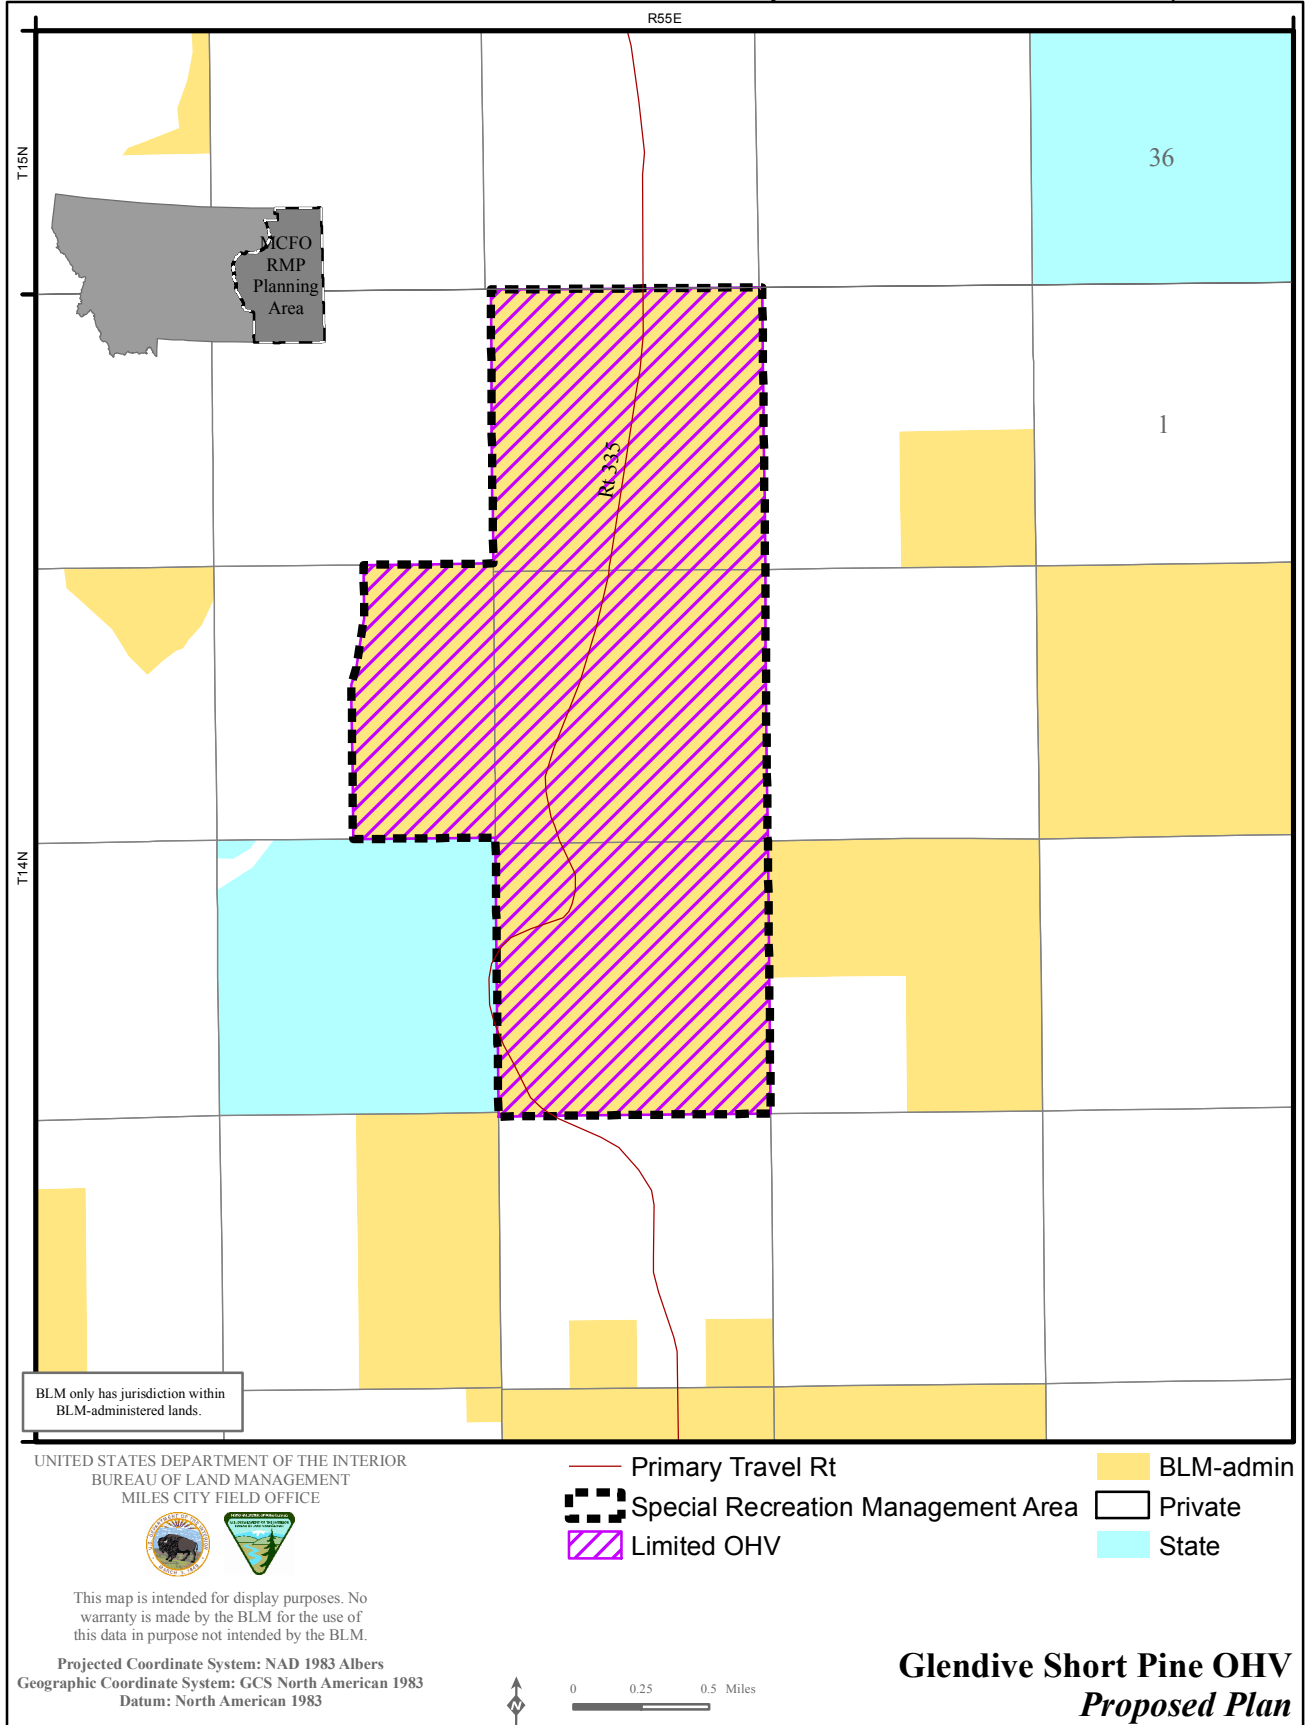 R55E
T15N
36
MCFO
RMP
Planning
Area
1
Rt 335
T14N
BLM only has jurisdiction within
BLM-administered lands.
UNITED STATES DEPARTMENT OF THE INTERIOR
BUREAU OF LAND MANAGEMENT
MILES CITY FIELD OFFICE
This map is intended for display purposes. No
warranty is made by the BLM for the use of
this data in purpose not intended by the BLM.
Projected Coordinate System: NAD 1983 Albers
Geographic Coordinate System: GCS North American 1983
Datum: North American 1983
Primary Travel Rt
Special Recreation Management Area
Limited OHV
BLM-admin
Private
State
N
0 0.25 0.5 Miles
Glendive Short Pine OHV
Proposed Plan